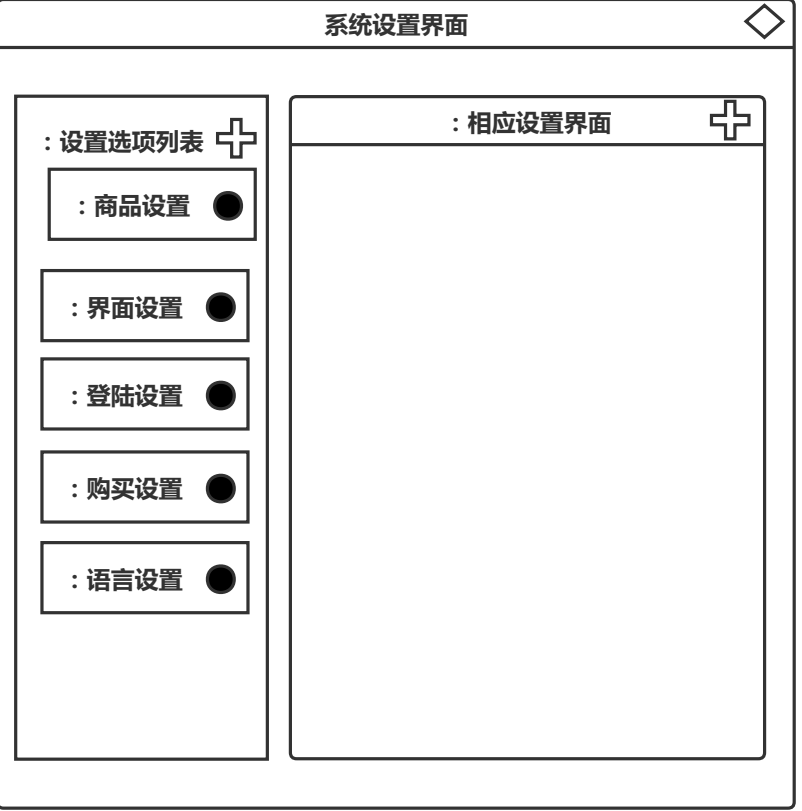 系统设置界面
：设置选项列表
：相应设置界面
：商品设置
：界面设置
：登陆设置
：购买设置
：语言设置